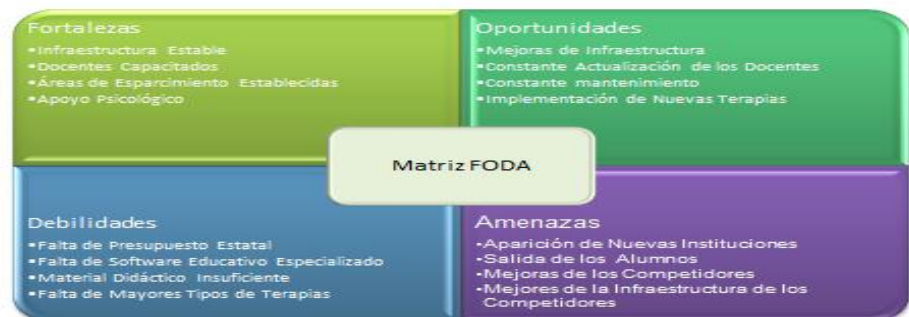 Fortalezas
•Infraestructura Estable
•Docentes Capacitados
•Áreas de Esparcimiento Establecidas
•Apoyo Psicológico
Oportunidades
•Mejoras de Infraestructura
•Constante Actualización de los Docentes
•Constante mantenimiento
•Implementación de Nuevas Terapias
Matriz FODA
Debilidades
•Falta de Presupuesto Estatal
•Falta de Software Educativo Especializado
•Material Didáctico Insuficiente
•Falta de Mayores Tipos de Terapias
Amenazas
•Aparición de Nuevas Instituciones
•Salida de los Alumnos
•Mejoras de los Competidores
•Mejores de la Infraestructura de los
Competidores